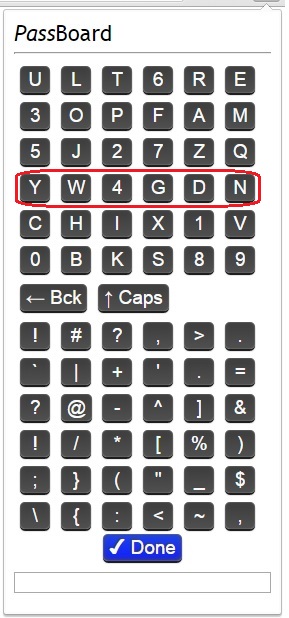 PassBoard
U L T 6 R E
3 O P F A M
5 J 2 7 Z Q
Y W 4 G D N
C H I X 1 V
0 B K S 8 9
← Bck ↑ Caps
! # ? , > .
` | + ' . =
? @ - ^ ] &
! / * [ % )
; } ( " _ $
\ { : < ~ ,
✓ Done